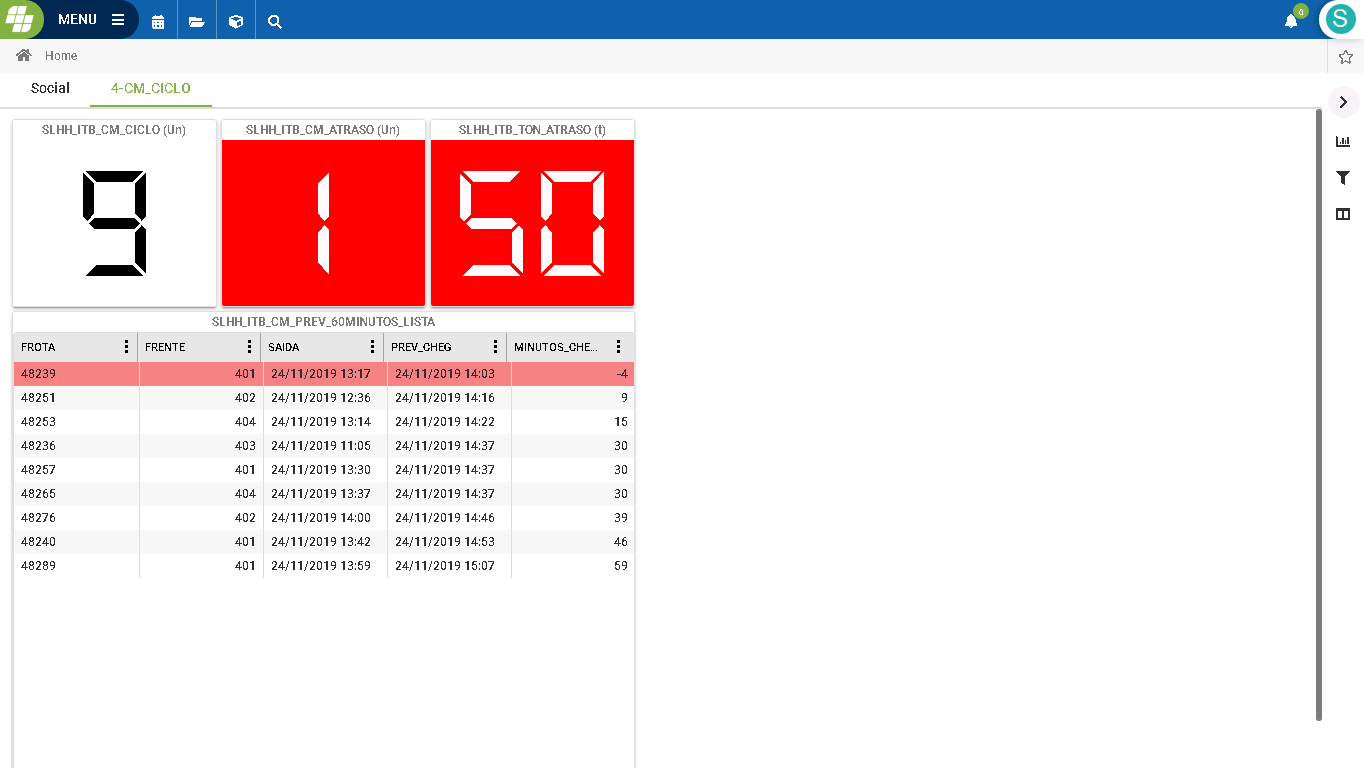 MENU
0
S
Home
Social
4-CM_CICLO
SLHH_ITB_CM_CICLO (Un)
SLHH_ITB_CM_ATRASO (Un)
SLHH_ITB_TON_ATRASO (t)
9
1
50
SLHH_ITB_CM_PREV_60MINUTOS_LISTA
FROTA FRENTE SAIDA PREV_CHEG MINUTOS_CHE...
48239 401 24/11/2019 13:17 24/11/2019 14:03 -4
48251 402 24/11/2019 12:36 24/11/2019 14:16 9
48253 404 24/11/2019 13:14 24/11/2019 14:22 15
48236 403 24/11/2019 11:05 24/11/2019 14:37 30
48257 401 24/11/2019 13:30 24/11/2019 14:37 30
48265 404 24/11/2019 13:37 24/11/2019 14:37 30
48276 402 24/11/2019 14:00 24/11/2019 14:46 39
48240 401 24/11/2019 13:42 24/11/2019 14:53 46
48289 401 24/11/2019 13:59 24/11/2019 15:07 59